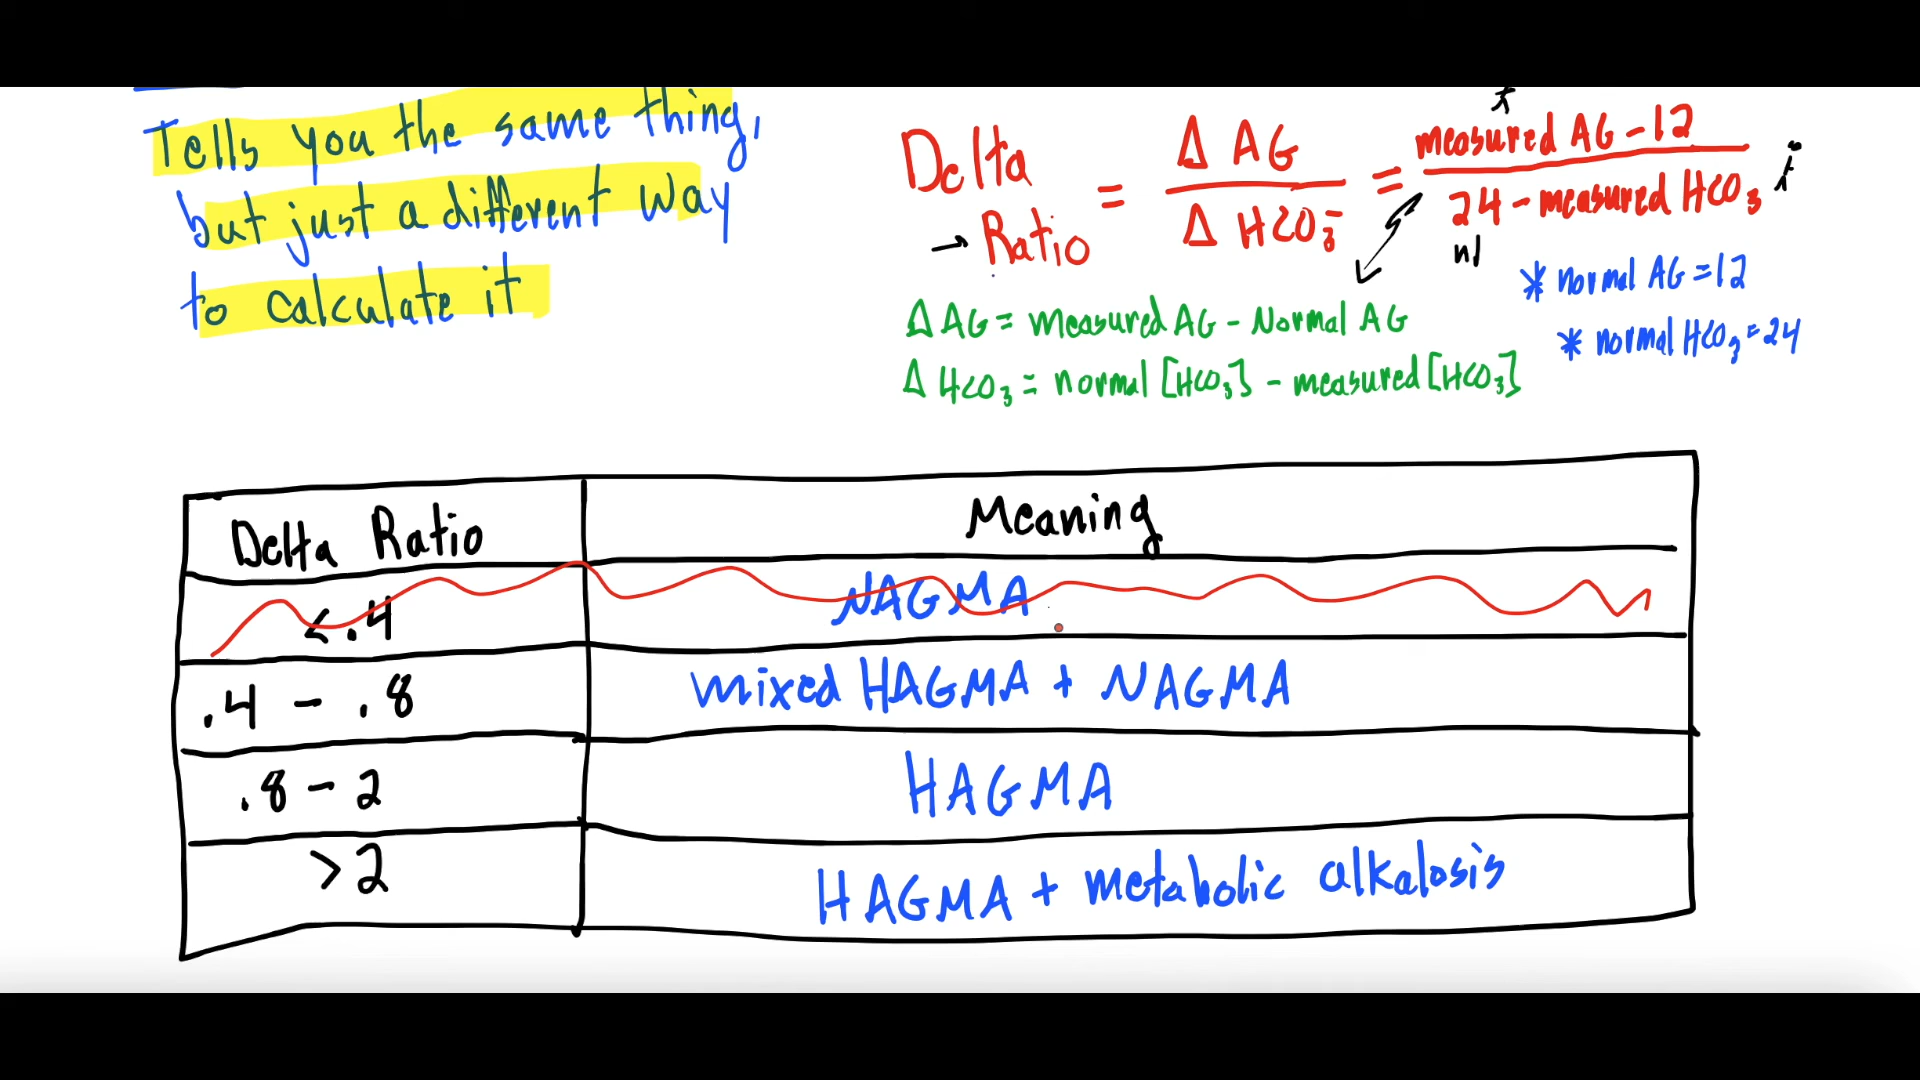 Tells you the same thing,
but just a different way
to calculate it
Delta
→ Ratio
=
Δ AG
Δ HCO3-
=
measured AG - 12
24 - measured HCO3
nl
* normal AG = 12
* normal HCO3 = 24
Δ AG = measured AG - Normal AG
Δ HCO3 = normal [HCO3] - measured [HCO3]
Delta Ratio
Meaning
< .4
NAGMA
.4 - .8
mixed HAGMA + NAGMA
.8 - 2
HAGMA
> 2
HAGMA + metabolic alkalosis